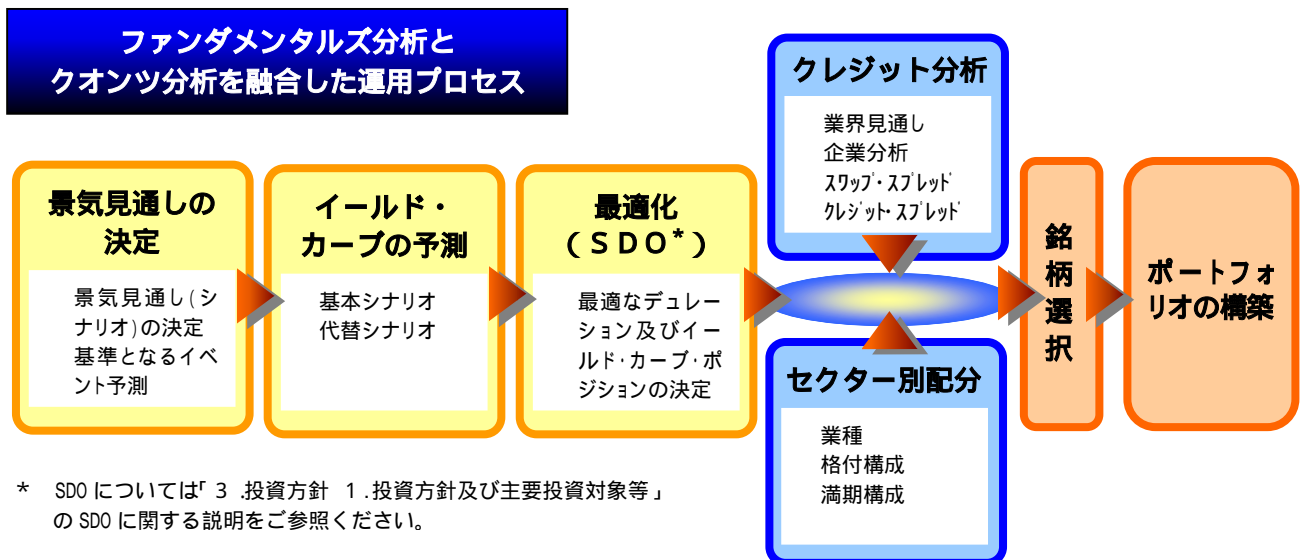 ファンダメンタルズ分析と
クオンツ分析を融合した運用プロセス
景気見通しの
決定
景気見通し(シ
ナリオ)の決定
基準となるイベ
ント予測
イールド・
カーブの予測
基本シナリオ
代替シナリオ
最適化
(SDO*)
最適なデュレー
ション及びイー
ルド・カーブ・ポ
ジションの決定
クレジット分析
業界見通し
企業分析
スワップ・スプレッド
クレジット・スプレッド
セクター別配分
業種
格付構成
満期構成
銘
柄
選
択
ポートフォ
リオの構築
* SDOについては「3.投資方針 1.投資方針及び主要投資対象等」
のSDOに関する説明をご参照ください。